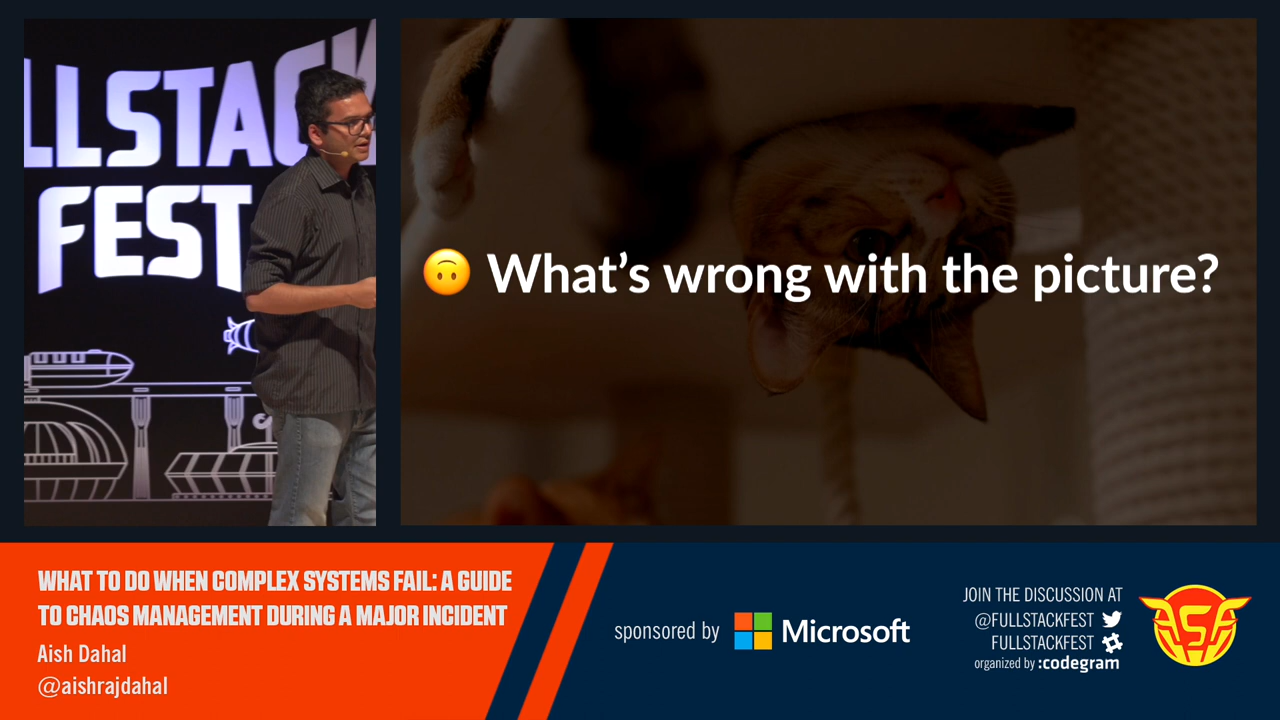 LLSTACK
FEST
🙃 What's wrong with the picture?
WHAT TO DO WHEN COMPLEX SYSTEMS FAIL: A GUIDE
TO CHAOS MANAGEMENT DURING A MAJOR INCIDENT
Aish Dahal
@aishrajdahal
sponsored by Microsoft
JOIN THE DISCUSSION AT
@FULLSTACKFEST
FULLSTACKFEST
organized by :codegram
FSF